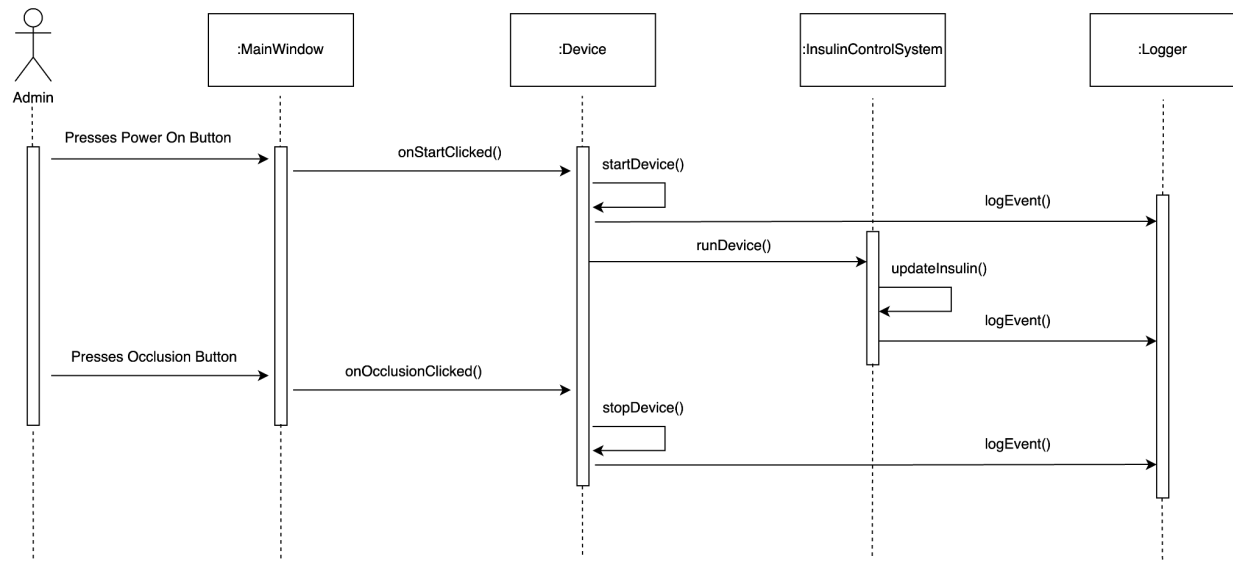 :MainWindow
:Device
:InsulinControlSystem
:Logger
Admin
Presses Power On Button
onStartClicked()
startDevice()
logEvent()
runDevice()
updateInsulin()
logEvent()
Presses Occlusion Button
onOcclusionClicked()
stopDevice()
logEvent()